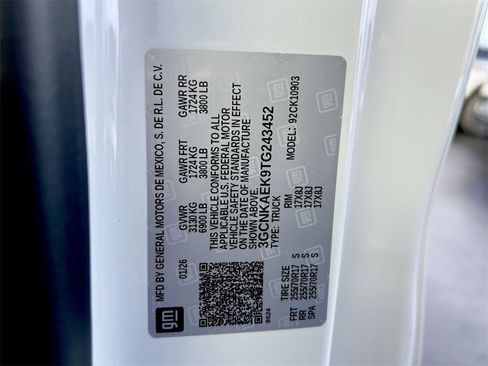 MFD BY GENERAL MOTORS DE MEXICO, S. DE R.L. DE C.V.
01/26 GVWR GAWR FRT GAWR RR
3130 KG 1724 KG 1724 KG
6900 LB 3800 LB 3800 LB
THIS VEHICLE CONFORMS TO ALL
APPLICABLE U.S. FEDERAL MOTOR
VEHICLE SAFETY STANDARDS IN EFFECT
ON THE DATE OF MANUFACTURE
SHOWN ABOVE.
3GCNKAEK9TG243452
TYPE: TRUCK MODEL: 92CK10903
gm
8624
TIRE SIZE RIM
FRT 255/70R17 S 17X8J
RR 255/70R17 S 17X8J
SPA 255/70R17 S 17X8J